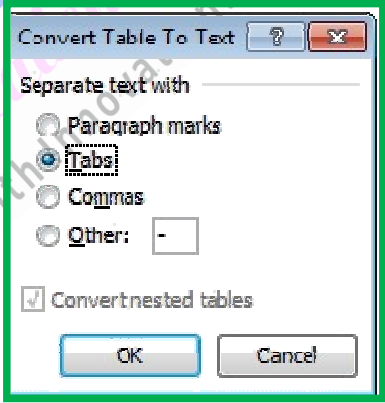 Convert Table To Text
Separate text with
Paragraph marks
Tabs
Commas
Other: -
Convert nested tables
OK Cancel